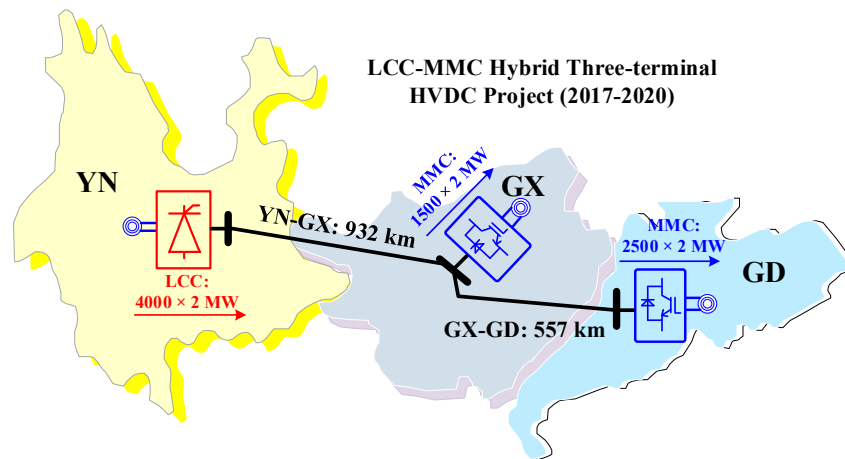 LCC-MMC Hybrid Three-terminal
HVDC Project (2017-2020)
YN
LCC:
4000 × 2 MW
YN-GX: 932 km
MMC:
1500 × 2 MW
GX
GX-GD: 557 km
MMC:
2500 × 2 MW
GD